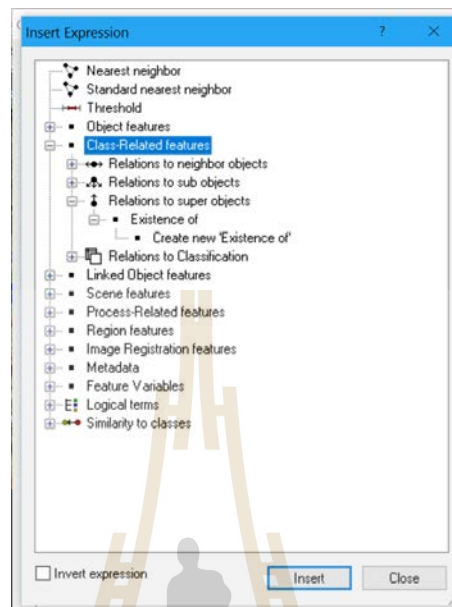 Insert Expression
Nearest neighbor
Standard nearest neighbor
Threshold
Object features
Class-Related features
Relations to neighbor objects
Relations to sub objects
Relations to super objects
Existence of
Create new 'Existence of'
Relations to Classification
Linked Object features
Scene features
Process-Related features
Region features
Image Registration features
Metadata
Feature Variables
Logical terms
Similarity to classes
Invert expression Insert Close